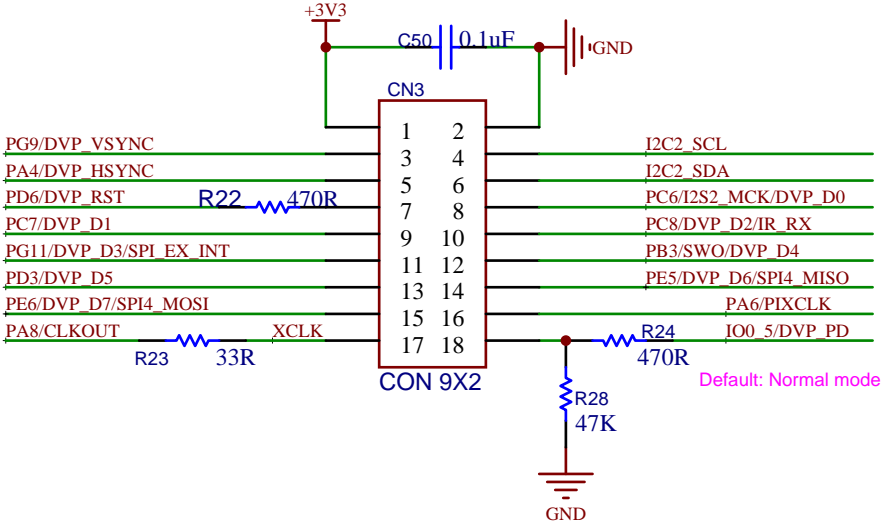 +3V3
C50
0.1uF
GND
CN3
1 2
PG9/DVP_VSYNC 3 4 I2C2_SCL
PA4/DVP_HSYNC 5 6 I2C2_SDA
PD6/DVP_RST R22 470R 7 8 PC6/I2S2_MCK/DVP_D0
PC7/DVP_D1 9 10 PC8/DVP_D2/IR_RX
PG11/DVP_D3/SPI_EX_INT 11 12 PB3/SWO/DVP_D4
PD3/DVP_D5 13 14 PE5/DVP_D6/SPI4_MISO
PE6/DVP_D7/SPI4_MOSI 15 16 PA6/PIXCLK
PA8/CLKOUT XCLK 17 18 R24 IO0_5/DVP_PD
R23 33R 470R
CON 9X2 Default: Normal mode
R28
47K
GND